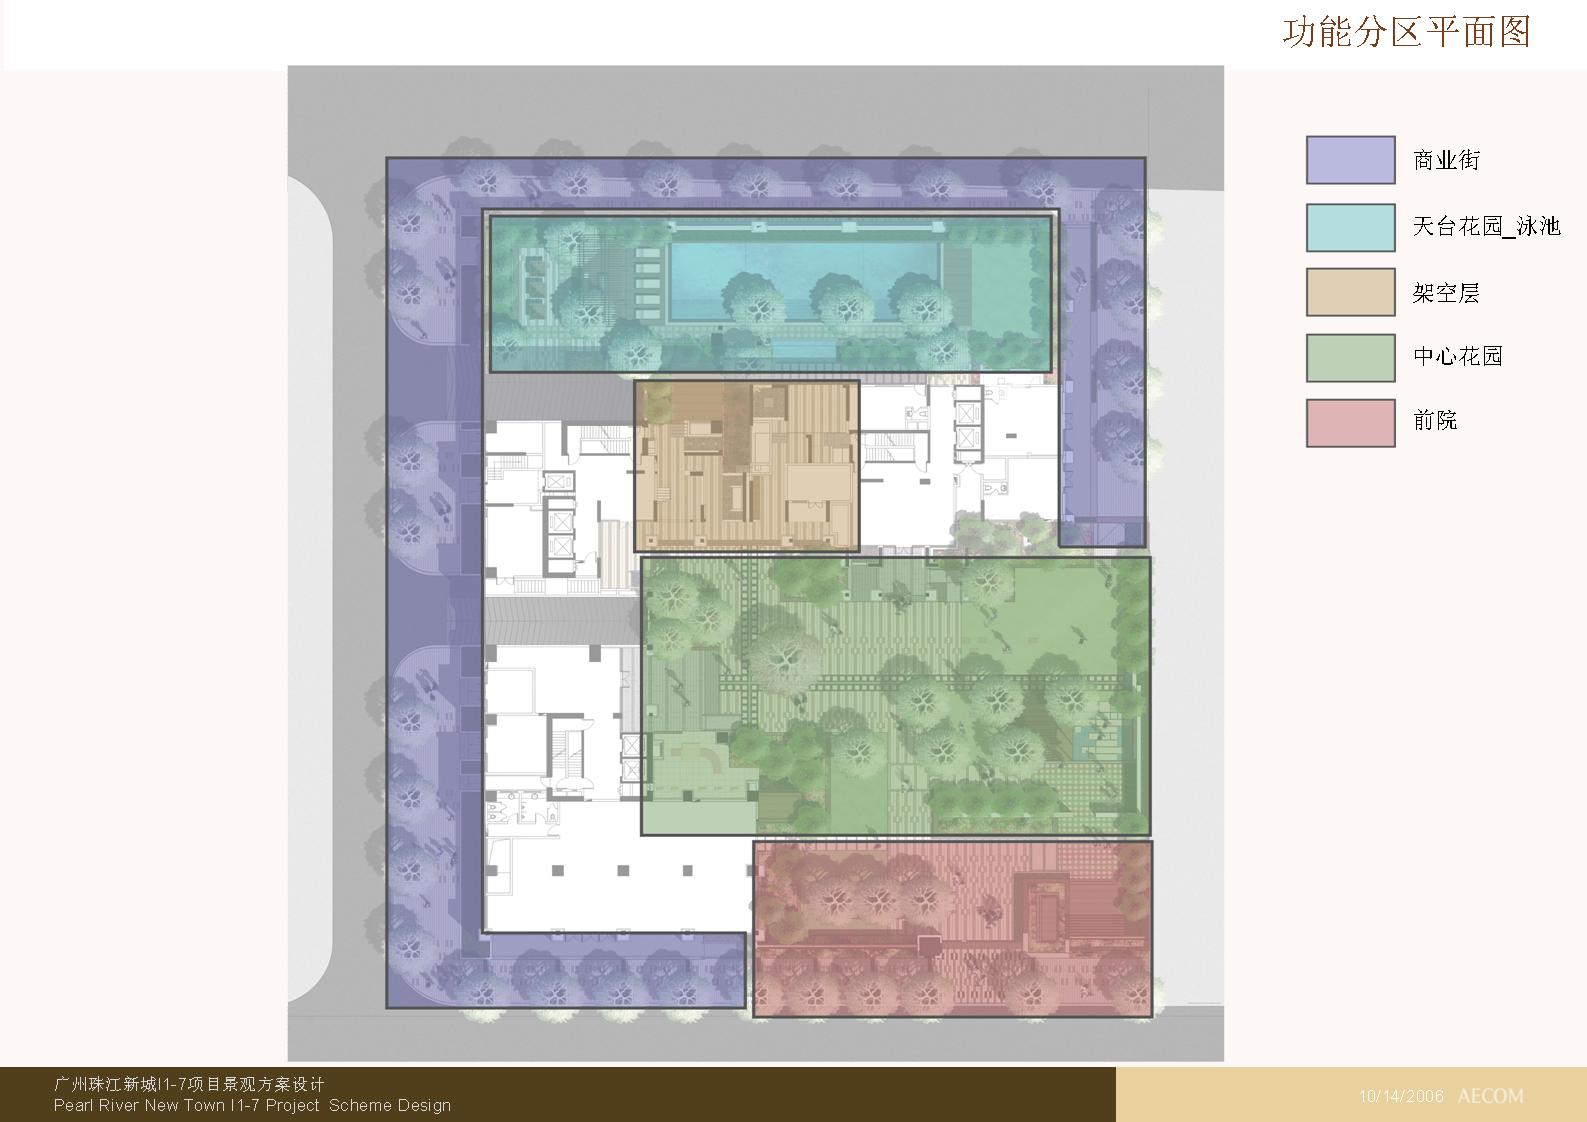 功能分区平面图
商业街
天台花园_泳池
架空层
中心花园
前院
广州珠江新城I1-7项目景观方案设计
Pearl River New Town I1-7 Project Scheme Design
10/14/2006 AECOM